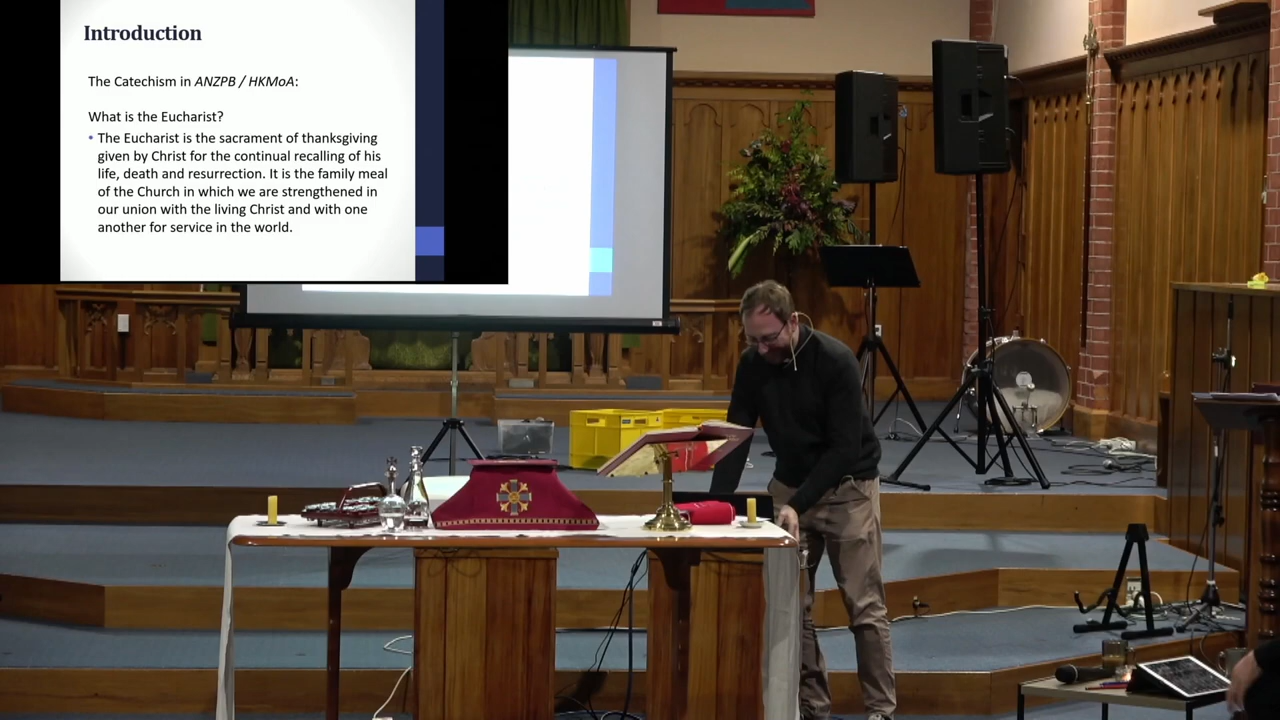 Introduction
The Catechism in ANZPB / HKMoA:
What is the Eucharist?
• The Eucharist is the sacrament of thanksgiving
given by Christ for the continual recalling of his
life, death and resurrection. It is the family meal
of the Church in which we are strengthened in
our union with the living Christ and with one
another for service in the world.